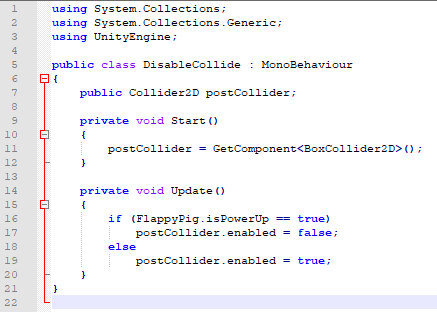 1 using System.Collections;
2 using System.Collections.Generic;
3 using UnityEngine;
4
5 public class DisableCollide : MonoBehaviour
6 {
7     public Collider2D postCollider;
8
9     private void Start()
10     {
11         postCollider = GetComponent<BoxCollider2D>();
12     }
13
14     private void Update()
15     {
16         if (FlappyPig.isPowerUp == true)
17             postCollider.enabled = false;
18         else
19             postCollider.enabled = true;
20     }
21 }
22